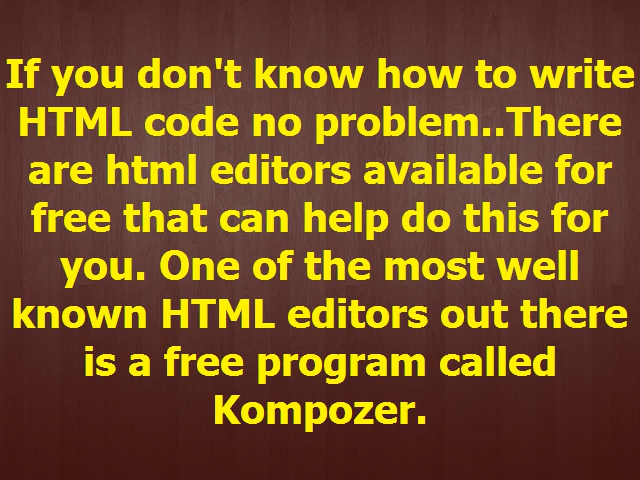 If you don't know how to write
HTML code no problem..There
are html editors available for
free that can help do this for
you. One of the most well
known HTML editors out there
is a free program called
Kompozer.